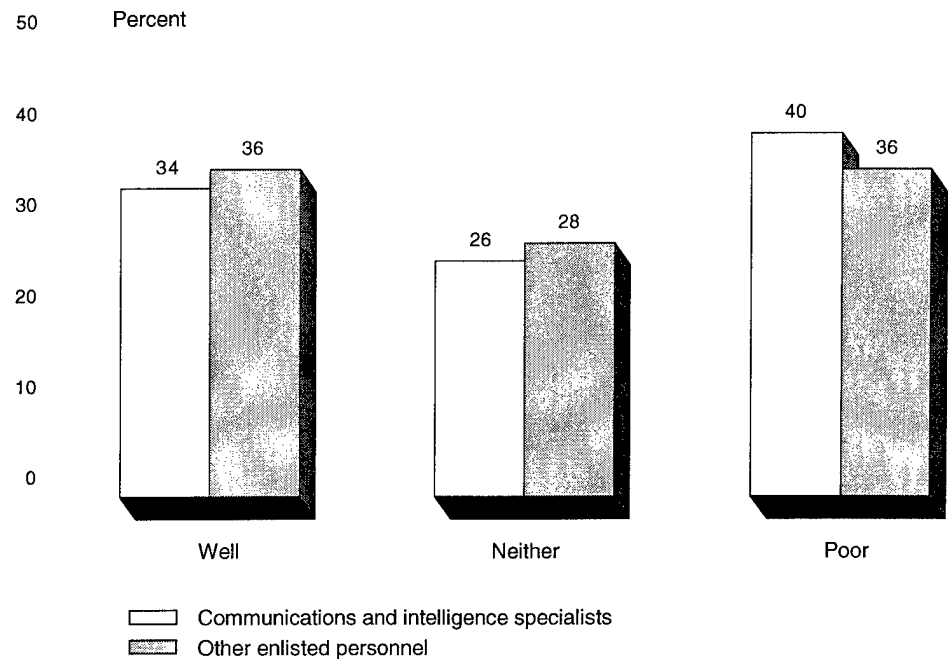 50 Percent
40
30
20
10
0
34 36
26 28
40 36
Well Neither Poor
Communications and intelligence specialists
Other enlisted personnel